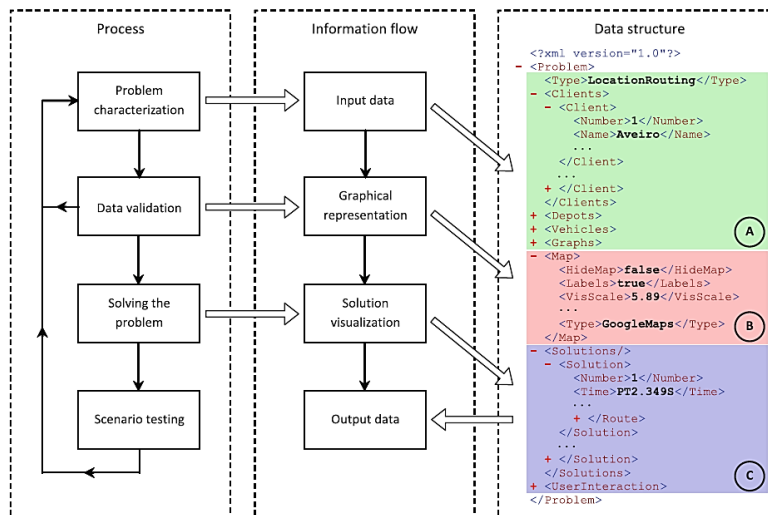 Process
Problem
characterization
Data validation
Solving the
problem
Scenario testing
Information flow
Input data
Graphical
representation
Solution
visualization
Output data
Data structure
<?xml version="1.0"?>
- <Problem>
<Type>LocationRouting</Type>
- <Clients>
- <Client>
<Number>1</Number>
<Name>Aveiro</Name>
...
</Client>
...
+ </Client>
</Clients>
+ <Depots>
+ <Vehicles>
+ <Graphs>
A
- <Map>
<HideMap>false</HideMap>
<Labels>true</Labels>
<VisScale>5.89</VisScale>
...
<Type>GoogleMaps</Type>
</Map>
B
- <Solutions/>
- <Solution>
<Number>1</Number>
<Time>PT2.349S</Time>
...
+ </Route>
</Solution>
...
+ </Solution>
</Solutions>
+ <UserInteraction>
C
</Problem>